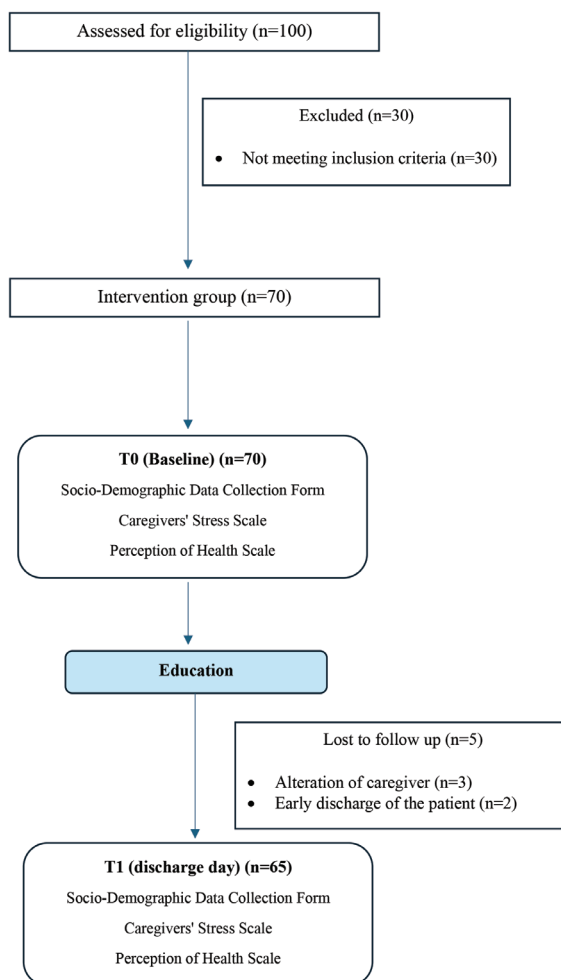 Assessed for eligibility (n=100)
Excluded (n=30)
• Not meeting inclusion criteria (n=30)
Intervention group (n=70)
T0 (Baseline) (n=70)
Socio-Demographic Data Collection Form
Caregivers' Stress Scale
Perception of Health Scale
Education
Lost to follow up (n=5)
• Alteration of caregiver (n=3)
• Early discharge of the patient (n=2)
T1 (discharge day) (n=65)
Socio-Demographic Data Collection Form
Caregivers' Stress Scale
Perception of Health Scale